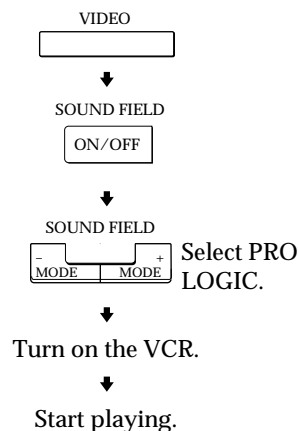 VIDEO
SOUND FIELD
ON/OFF
SOUND FIELD
– +
MODE MODE
Select PRO
LOGIC.
Turn on the VCR.
Start playing.